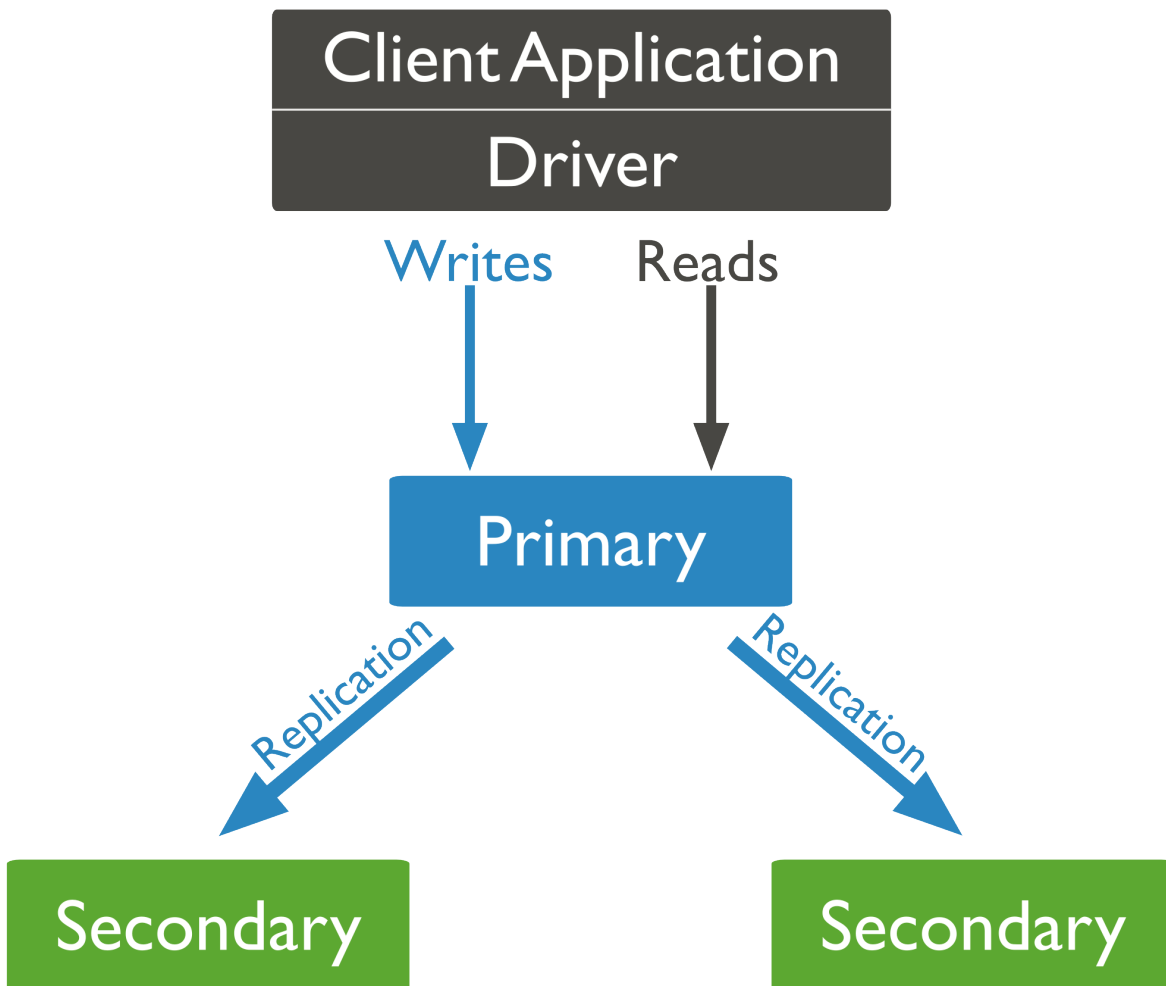 Client Application
Driver
Writes
Reads
Primary
Replication
Replication
Secondary
Secondary